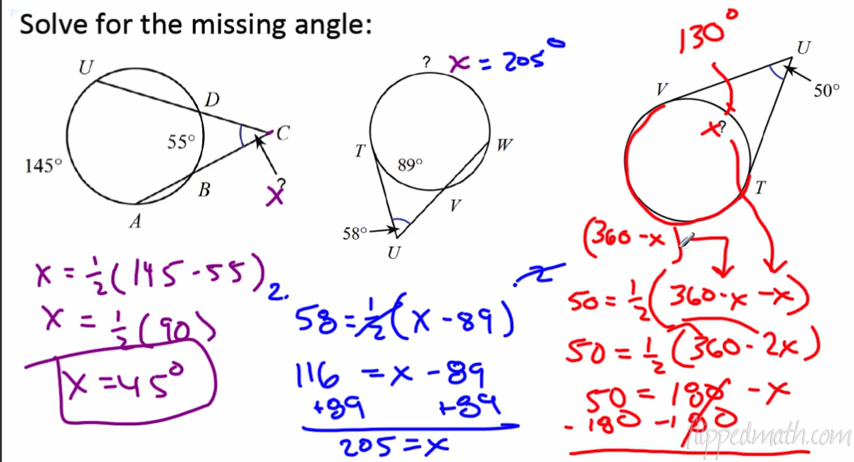 Solve for the missing angle:
U
D
C
55°
145°
B
A
x?
x = 1/2(145-55)
x = 1/2(90)
x = 45°
? x = 205°
T
W
89°
V
58°
U
2. 58 = 1/2(x-89) .2
116 = x - 89
+89 +89
205 = x
130°
U
50°
V
x?
T
(360-x)
50 = 1/2(360-x-x)
50 = 1/2(360-2x)
50 = 180 - x
-180 -180
flippedmath.com